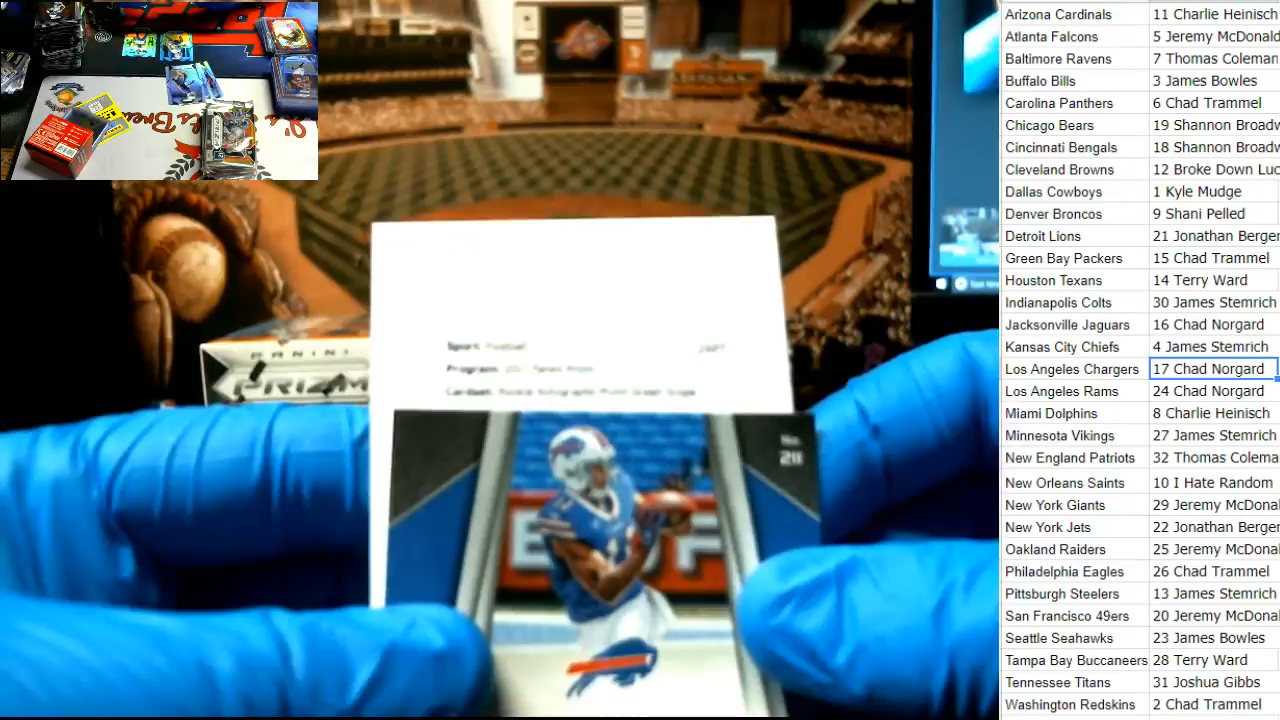 Arizona Cardinals 11 Charlie Heinisch
Atlanta Falcons 5 Jeremy McDonal
Baltimore Ravens 7 Thomas Coleman
Buffalo Bills 3 James Bowles
Carolina Panthers 6 Chad Trammel
Chicago Bears 19 Shannon Broadw
Cincinnati Bengals 18 Shannon Broadw
Cleveland Browns 12 Broke Down Luc
Dallas Cowboys 1 Kyle Mudge
Denver Broncos 9 Shani Pelled
Detroit Lions 21 Jonathan Berger
Green Bay Packers 15 Chad Trammel
Houston Texans 14 Terry Ward
Indianapolis Colts 30 James Stemrich
Jacksonville Jaguars 16 Chad Norgard
Kansas City Chiefs 4 James Stemrich
Los Angeles Chargers 17 Chad Norgard
Los Angeles Rams 24 Chad Norgard
Miami Dolphins 8 Charlie Heinisch
Minnesota Vikings 27 James Stemrich
New England Patriots 32 Thomas Colema
New Orleans Saints 10 I Hate Random
New York Giants 29 Jeremy McDona
New York Jets 22 Jonathan Berger
Oakland Raiders 25 Jeremy McDonal
Philadelphia Eagles 26 Chad Trammel
Pittsburgh Steelers 13 James Stemrich
San Francisco 49ers 20 Jeremy McDona
Seattle Seahawks 23 James Bowles
Tampa Bay Buccaneers 28 Terry Ward
Tennessee Titans 31 Joshua Gibbs
Washington Redskins 2 Chad Trammel
PANINI
PRIZM
Sport: Football
Program:
Cardset: Rookie Autographs
No.
211